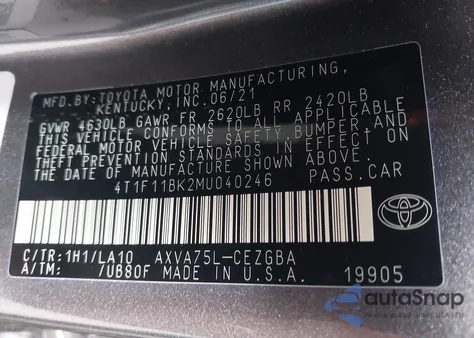 MFD. BY: TOYOTA MOTOR MANUFACTURING,
KENTUCKY, INC. 06/21
GVWR 4630LB GAWR FR 2620LB RR 2420LB
THIS VEHICLE CONFORMS TO ALL APPLICABLE
FEDERAL MOTOR VEHICLE SAFETY, BUMPER AND
THEFT PREVENTION STANDARDS IN EFFECT ON
THE DATE OF MANUFACTURE SHOWN ABOVE.
4T1F11BK2MU040246 PASS. CAR
C/TR: 1H1/LA10 AXVA75L-CEZGBA
A/TM: /UB80F MADE IN U.S.A. 19905
autaSnap